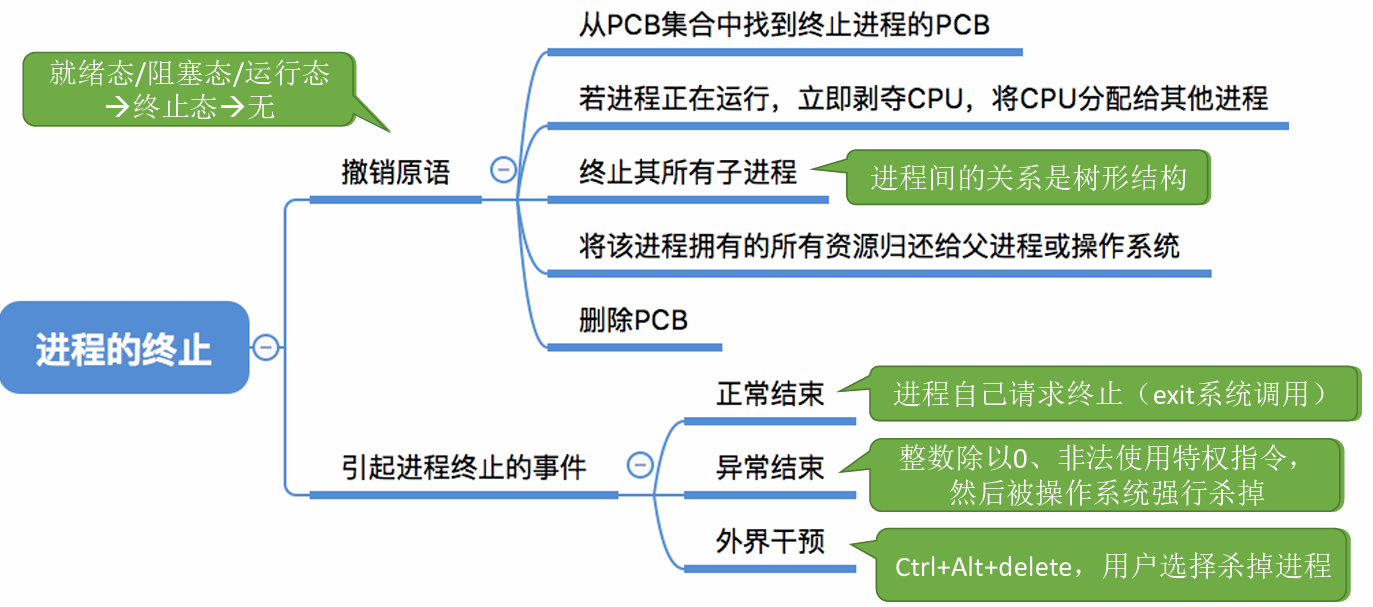 从PCB集合中找到终止进程的PCB
就绪态/阻塞态/运行态
→终止态→无
若进程正在运行，立即剥夺CPU，将CPU分配给其他进程
撤销原语
终止其所有子进程
进程间的关系是树形结构
将该进程拥有的所有资源归还给父进程或操作系统
删除PCB
进程的终止
正常结束
进程自己请求终止（exit系统调用）
引起进程终止的事件
异常结束
整数除以0、非法使用特权指令，
然后被操作系统强行杀掉
外界干预
Ctrl+Alt+delete，用户选择杀掉进程